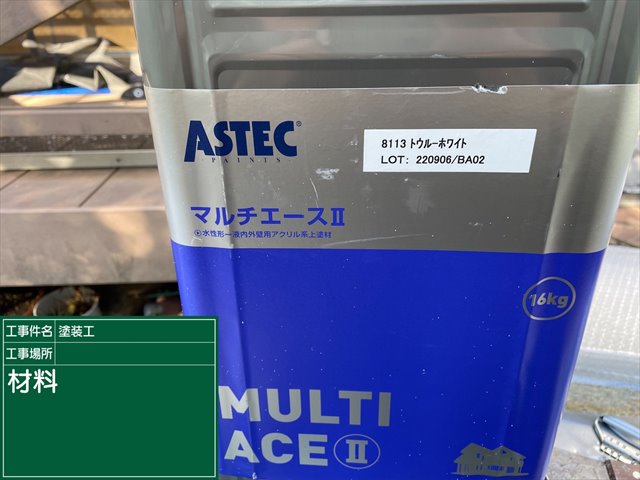 ASTEC
PAINTS
8113 トウルーホワイト
LOT: 220906/BA02
マルチエースⅡ
水性形一液内外壁用アクリル系上塗材
16kg
工事件名 塗装工
工事場所
材料
MULTI
ACE Ⅱ